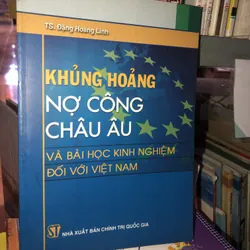 TS. Đặng Hoàng Linh
KHỦNG HOẢNG
NỢ CÔNG
CHÂU ÂU
VÀ BÀI HỌC KINH NGHIỆM
ĐỐI VỚI VIỆT NAM
ST NHÀ XUẤT BẢN CHÍNH TRỊ QUỐC GIA